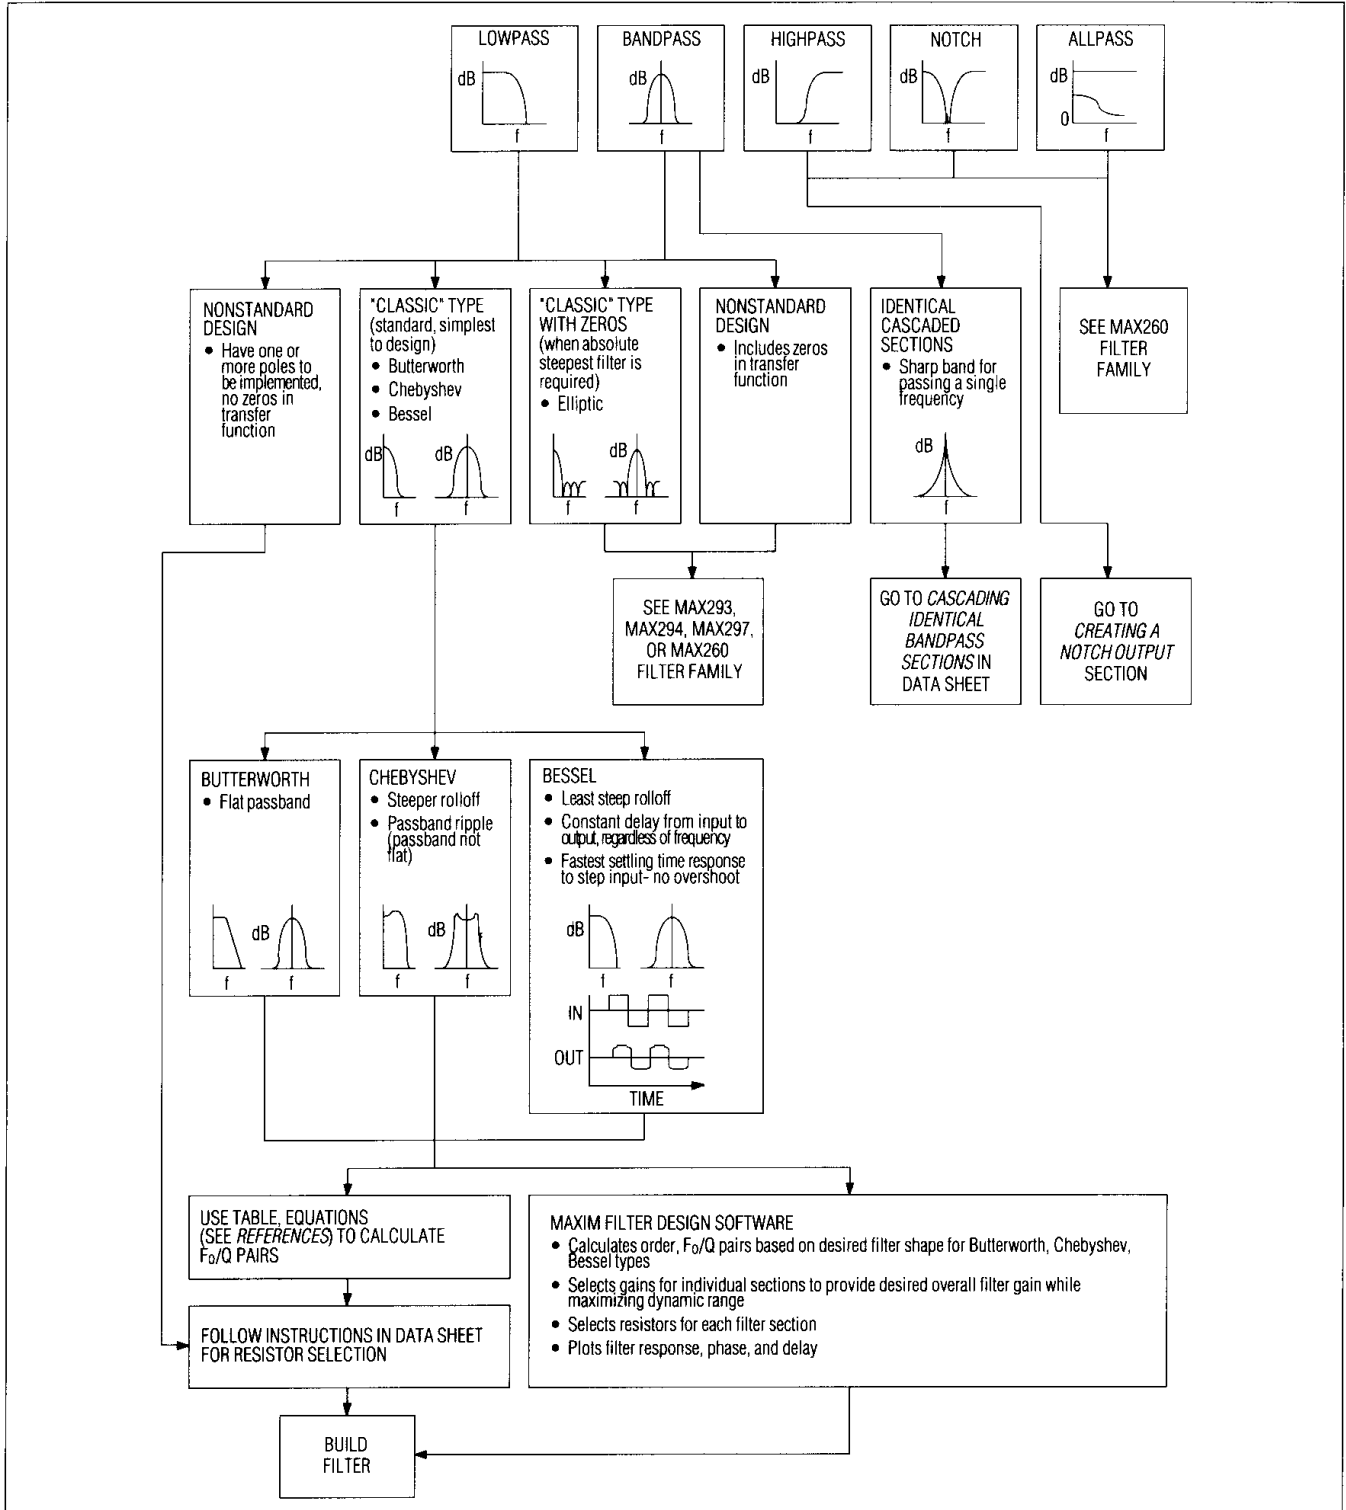 LOWPASS
dB
f
BANDPASS
dB
f
HIGHPASS
dB
f
NOTCH
dB
f
ALLPASS
dB
0
f
NONSTANDARD
DESIGN
• Have one or
more poles to
be implemented,
no zeros in
transfer
function
"CLASSIC" TYPE
(standard, simplest
to design)
• Butterworth
• Chebyshev
• Bessel
dB
f
dB
f
"CLASSIC" TYPE
WITH ZEROS
(when absolute
steepest filter is
required)
• Elliptic
f
dB
f
NONSTANDARD
DESIGN
• Includes zeros
in transfer
function
IDENTICAL
CASCADED
SECTIONS
• Sharp band for
passing a single
frequency
dB
f
SEE MAX260
FILTER
FAMILY
SEE MAX293,
MAX294, MAX297,
OR MAX260
FILTER FAMILY
GO TO CASCADING
IDENTICAL
BANDPASS
SECTIONS IN
DATA SHEET
GO TO
CREATING A
NOTCH OUTPUT
SECTION
BUTTERWORTH
• Flat passband
f
dB
f
CHEBYSHEV
• Steeper rolloff
• Passband ripple
(passband not
flat)
f
dB
f
BESSEL
• Least steep rolloff
• Constant delay from input to
output, regardless of frequency
• Fastest settling time response
to step input- no overshoot
dB
f
f
IN
OUT
TIME
USE TABLE, EQUATIONS
(SEE REFERENCES) TO CALCULATE
F₀/Q PAIRS
FOLLOW INSTRUCTIONS IN DATA SHEET
FOR RESISTOR SELECTION
MAXIM FILTER DESIGN SOFTWARE
• Calculates order, F₀/Q pairs based on desired filter shape for Butterworth, Chebyshev,
Bessel types
• Selects gains for individual sections to provide desired overall filter gain while
maximizing dynamic range
• Selects resistors for each filter section
• Plots filter response, phase, and delay
BUILD
FILTER